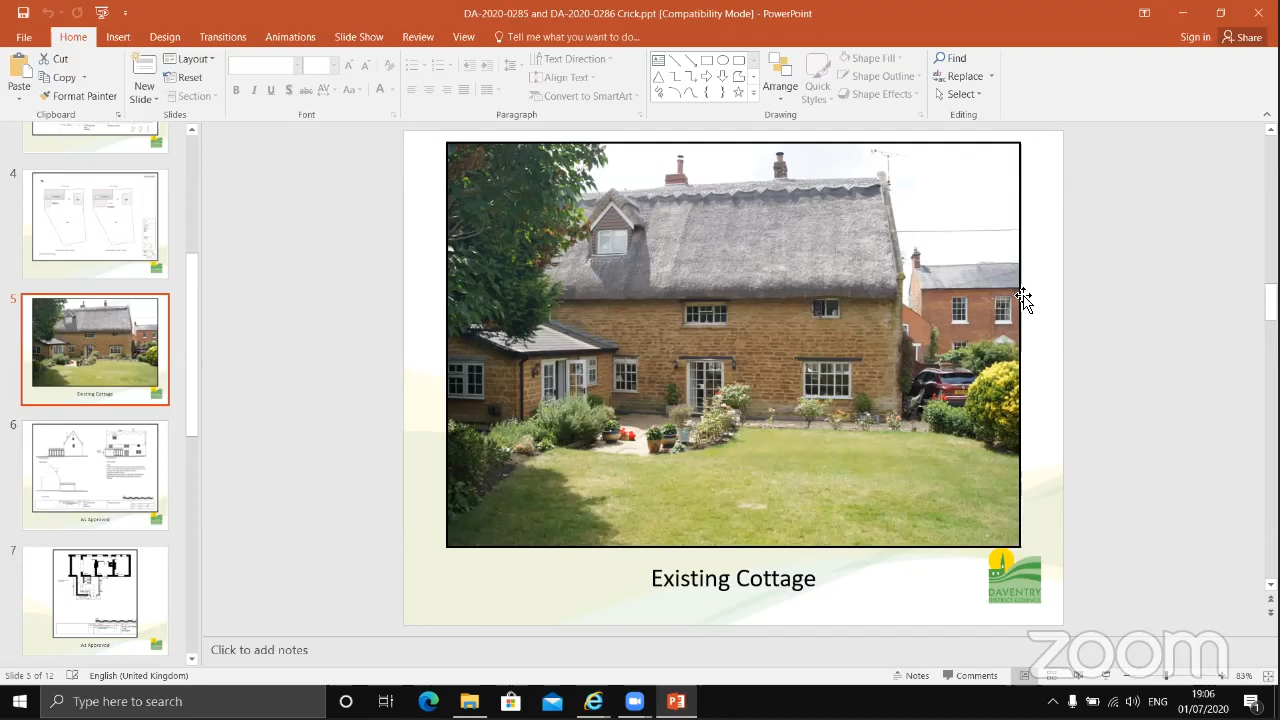 DA-2020-0285 and DA-2020-0286 Crick.ppt [Compatibility Mode] - PowerPoint
File Home Insert Design Transitions Animations Slide Show Review View Tell me what you want to do... Sign in Share
Paste
Cut
Copy
Format Painter
Clipboard
New
Slide
Layout
Reset
Section
Slides
B I U S abc AV Aa A
Font
Paragraph
Text Direction
Align Text
Convert to SmartArt
Arrange
Quick
Styles
Shape Fill
Shape Outline
Shape Effects
Drawing
Find
Replace
Select
Editing
4
5
Existing Cottage
6
As Approved
7
As Approved
Existing Cottage
DAVENTRY
DISTRICT COUNCIL
Click to add notes
zoom
Slide 5 of 12 English (United Kingdom) Notes Comments 83%
Type here to search
ENG
19:06
01/07/2020
1